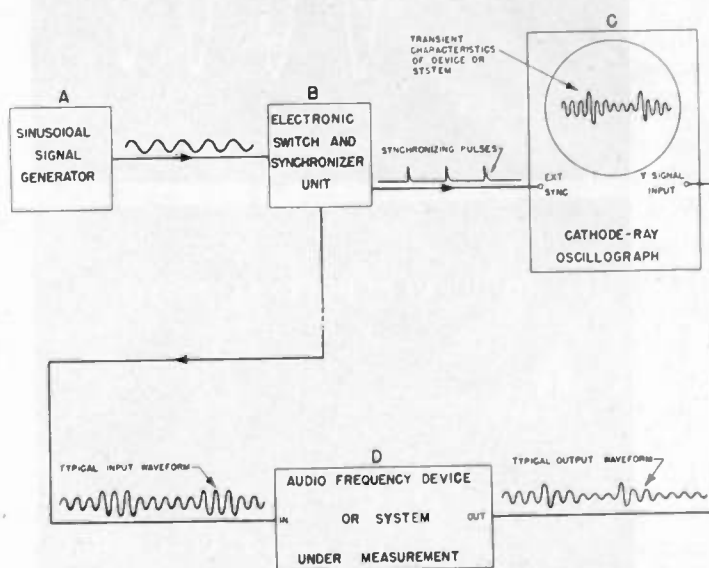 A
SINUSOIDAL
SIGNAL
GENERATOR
B
ELECTRONIC
SWITCH AND
SYNCHRONIZER
UNIT
SYNCHRONIZING PULSES
C
TRANSIENT
CHARACTERISTICS
OF DEVICE OR
SYSTEM
EXT
SYNC
Y SIGNAL
INPUT
CATHODE-RAY
OSCILLOGRAPH
TYPICAL INPUT WAVEFORM
D
AUDIO FREQUENCY DEVICE
IN OR SYSTEM OUT
UNDER MEASUREMENT
TYPICAL OUTPUT WAVEFORM